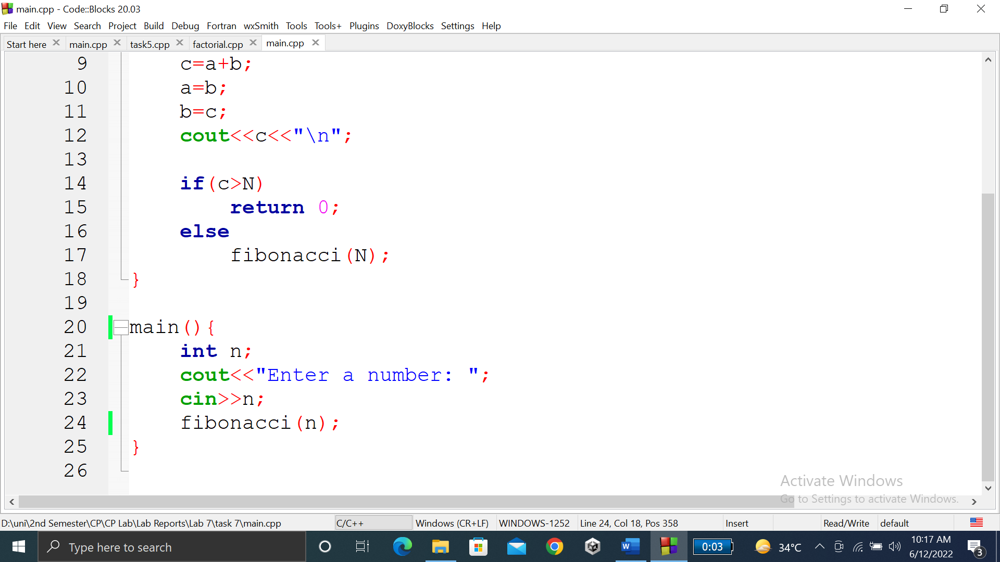 main.cpp - Code::Blocks 20.03
File Edit View Search Project Build Debug Fortran wxSmith Tools Tools+ Plugins DoxyBlocks Settings Help
Start here main.cpp task5.cpp factorial.cpp main.cpp
9 c=a+b;
10 a=b;
11 b=c;
12 cout<<c<<"\n";
13
14 if(c>N)
15 return 0;
16 else
17 fibonacci(N);
18 }
19
20 main(){
21 int n;
22 cout<<"Enter a number: ";
23 cin>>n;
24 fibonacci(n);
25 }
26
Activate Windows
Go to Settings to activate Windows.
D:\uni\2nd Semester\CP\CP Lab\Lab Reports\Lab 7\task 7\main.cpp C/C++ Windows (CR+LF) WINDOWS-1252 Line 24, Col 18, Pos 358 Insert Read/Write default
Type here to search W 0:03 34°C 10:17 AM
6/12/2022 3